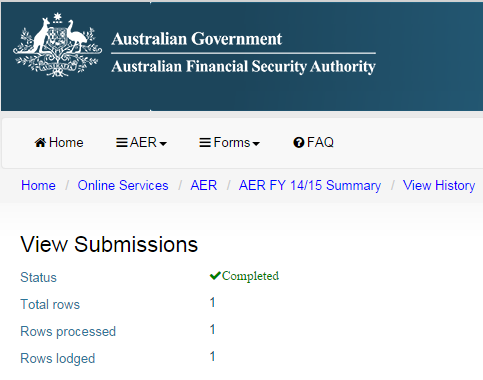 Australian Government
Australian Financial Security Authority
Home AER Forms FAQ
Home / Online Services / AER / AER FY 14/15 Summary / View History
View Submissions
Status Completed
Total rows 1
Rows processed 1
Rows lodged 1